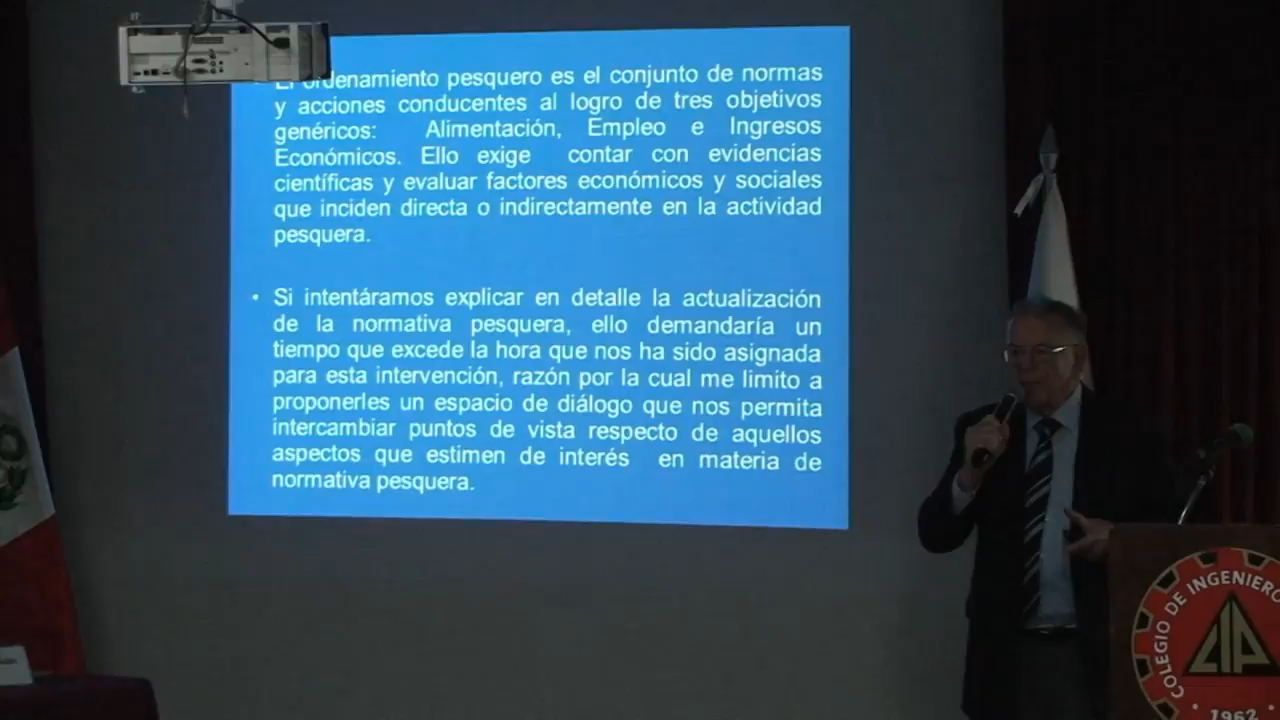 El ordenamiento pesquero es el conjunto de normas
y acciones conducentes al logro de tres objetivos
genéricos: Alimentación, Empleo e Ingresos
Económicos. Ello exige contar con evidencias
científicas y evaluar factores económicos y sociales
que inciden directa o indirectamente en la actividad
pesquera.
• Si intentáramos explicar en detalle la actualización
de la normativa pesquera, ello demandaría un
tiempo que excede la hora que nos ha sido asignada
para esta intervención, razón por la cual me limito a
proponerles un espacio de diálogo que nos permita
intercambiar puntos de vista respecto de aquellos
aspectos que estimen de interés en materia de
normativa pesquera.
COLEGIO DE INGENIERO
CIP
• 1962 •